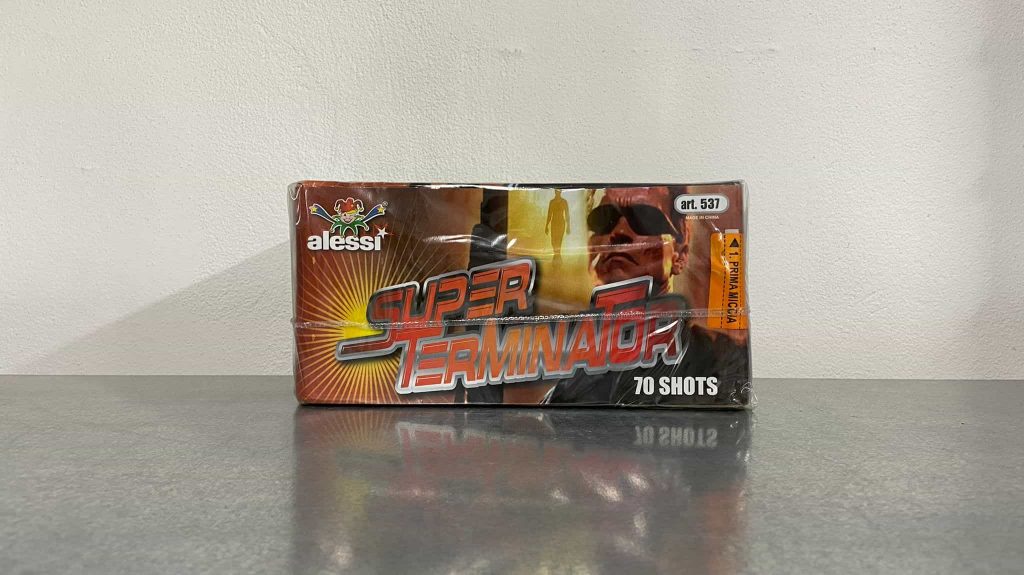 alessi
®
art. 537
MADE IN CHINA
1. PRIMA MICCIA
SUPER
TERMINATOR
70 SHOTS